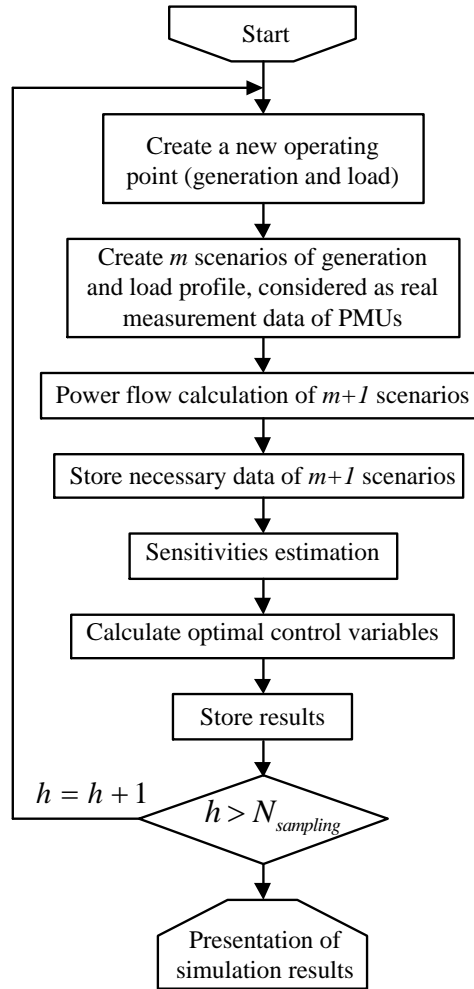 Start
Create a new operating
point (generation and load)
Create m scenarios of generation
and load profile, considered as real
measurement data of PMUs
Power flow calculation of m+1 scenarios
Store necessary data of m+1 scenarios
Sensitivities estimation
Calculate optimal control variables
Store results
h = h + 1
h > N_sampling
Presentation of
simulation results